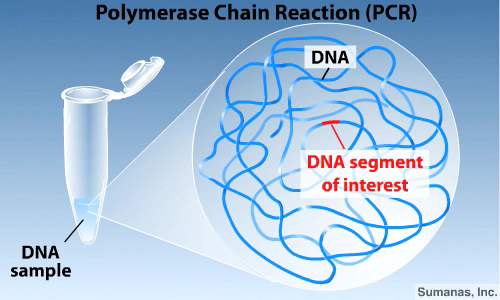 Polymerase Chain Reaction (PCR)
DNA
DNA segment
of interest
DNA
sample
Sumanas, Inc.